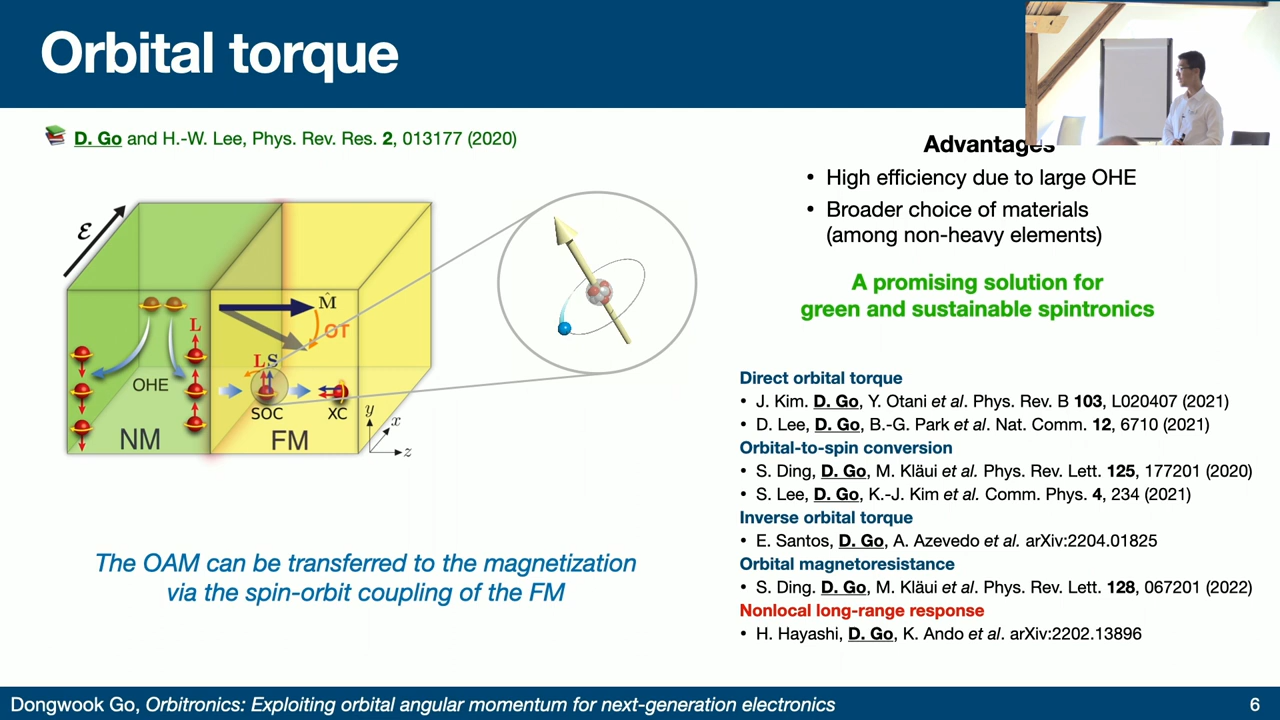 Orbital torque
D. Go and H.-W. Lee, Phys. Rev. Res. 2, 013177 (2020)
ℰ
L
OHE
NM
M̂
OT
L S
SOC
XC
FM
y
x
z
The OAM can be transferred to the magnetization
via the spin-orbit coupling of the FM
Advantages
• High efficiency due to large OHE
• Broader choice of materials
(among non-heavy elements)
A promising solution for
green and sustainable spintronics
Direct orbital torque
• J. Kim. D. Go, Y. Otani et al. Phys. Rev. B 103, L020407 (2021)
• D. Lee, D. Go, B.-G. Park et al. Nat. Comm. 12, 6710 (2021)
Orbital-to-spin conversion
• S. Ding, D. Go, M. Kläui et al. Phys. Rev. Lett. 125, 177201 (2020)
• S. Lee, D. Go, K.-J. Kim et al. Comm. Phys. 4, 234 (2021)
Inverse orbital torque
• E. Santos, D. Go, A. Azevedo et al. arXiv:2204.01825
Orbital magnetoresistance
• S. Ding. D. Go, M. Kläui et al. Phys. Rev. Lett. 128, 067201 (2022)
Nonlocal long-range response
• H. Hayashi, D. Go, K. Ando et al. arXiv:2202.13896
Dongwook Go, Orbitronics: Exploiting orbital angular momentum for next-generation electronics
6